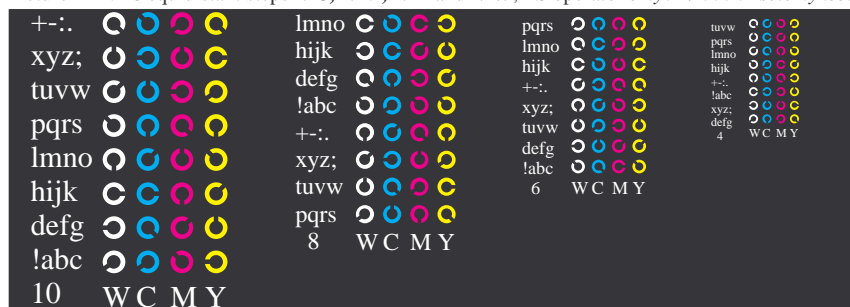 +-:.
xyz;
tuvw
pqrs
lmno
hijk
defg
!abc
10 W C M Y
lmno
hijk
defg
!abc
+-:.
xyz;
tuvw
pqrs
8 W C M Y
pqrs
lmno
hijk
+-:.
xyz;
tuvw
defg
!abc
6 W C M Y
tuvw
pqrs
lmno
hijk
+-:.
!abc
xyz;
defg
4 W C M Y